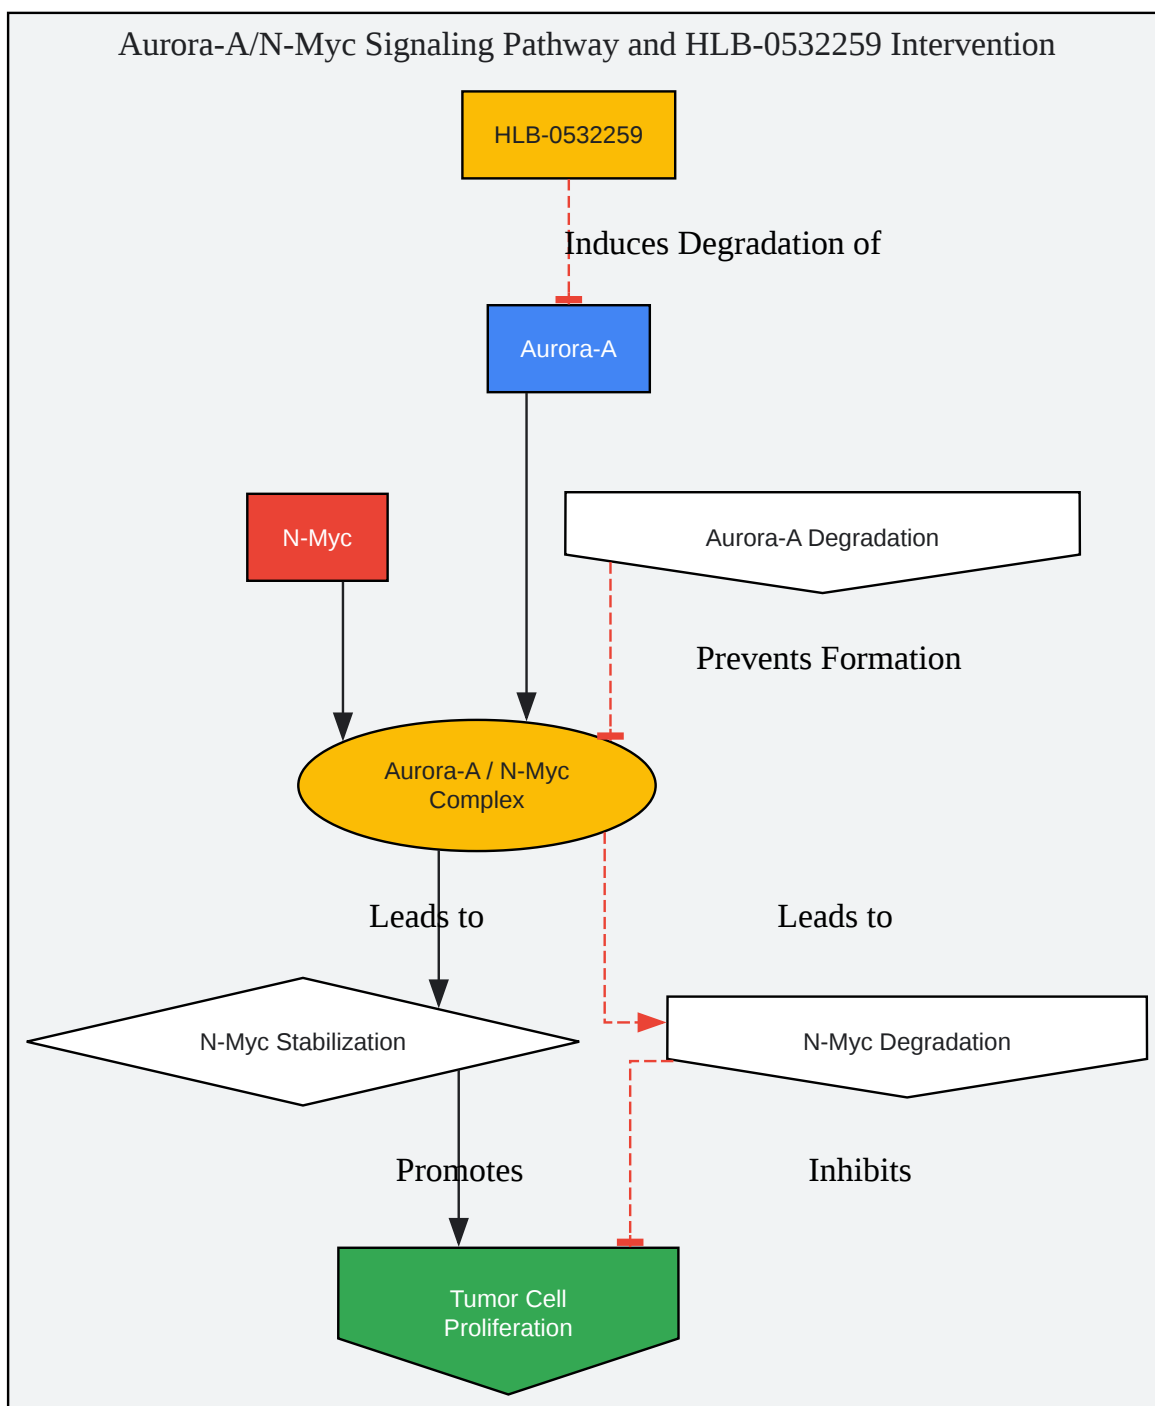 Aurora-A/N-Myc Signaling Pathway and HLB-0532259 Intervention
HLB-0532259
Induces Degradation of
Aurora-A
N-Myc
Aurora-A Degradation
Prevents Formation
Aurora-A / N-Myc
Complex
Leads to
Leads to
N-Myc Stabilization
N-Myc Degradation
Promotes
Inhibits
Tumor Cell
Proliferation